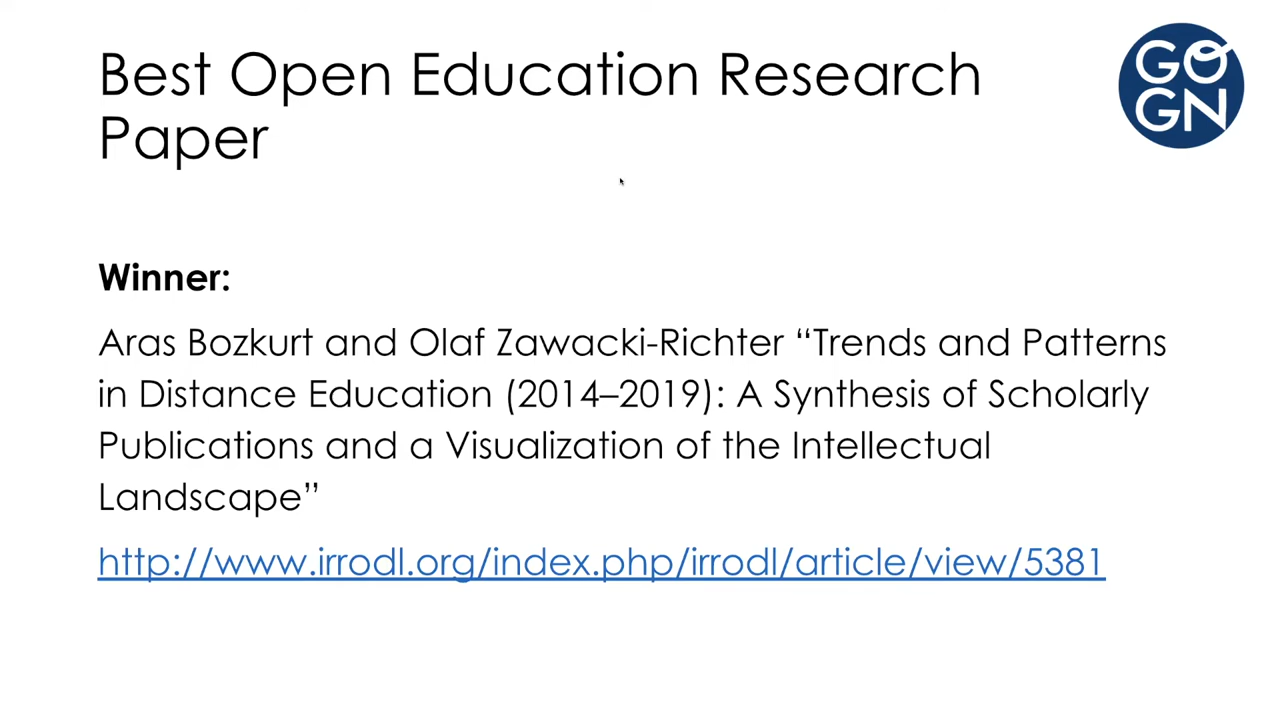 Best Open Education Research
Paper
GO
GN
Winner:
Aras Bozkurt and Olaf Zawacki-Richter “Trends and Patterns
in Distance Education (2014–2019): A Synthesis of Scholarly
Publications and a Visualization of the Intellectual
Landscape”
http://www.irrodl.org/index.php/irrodl/article/view/5381